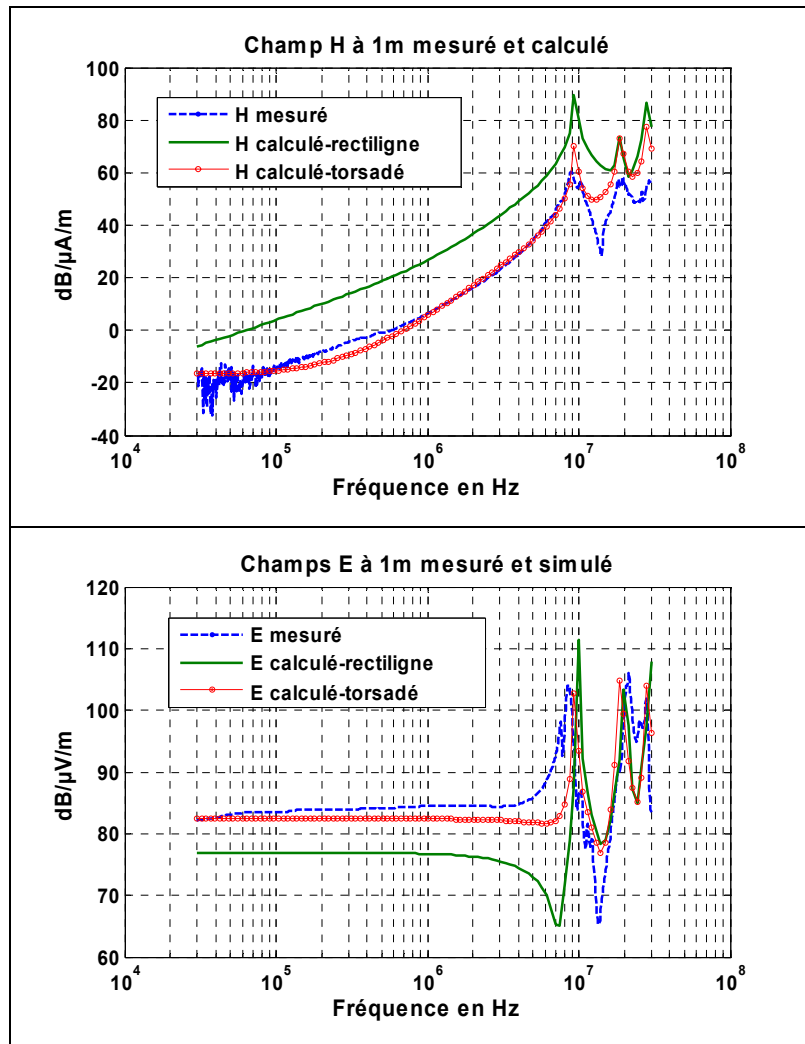 Champ H à 1m mesuré et calculé
100
80
60
40
20
0
-20
-40
dB/µA/m
H mesuré
H calculé-rectiligne
H calculé-torsadé
10^4
10^5
10^6
10^7
10^8
Fréquence en Hz
Champs E à 1m mesuré et simulé
120
110
100
90
80
70
60
dB/µV/m
E mesuré
E calculé-rectiligne
E calculé-torsadé
10^4
10^5
10^6
10^7
10^8
Fréquence en Hz